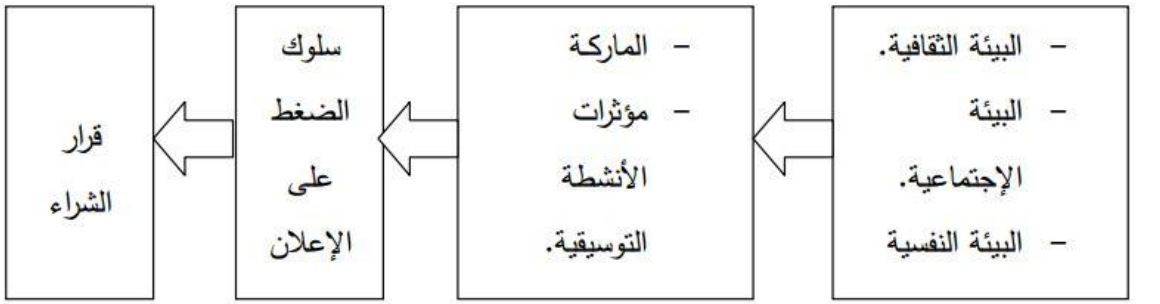 – البيئة الثقافية.
– البيئة
الإجتماعية.
– البيئة النفسية
– الماركة
– مؤثرات
الأنشطة
التوسيقية.
سلوك
الضغط
على
الإعلان
قرار
الشراء